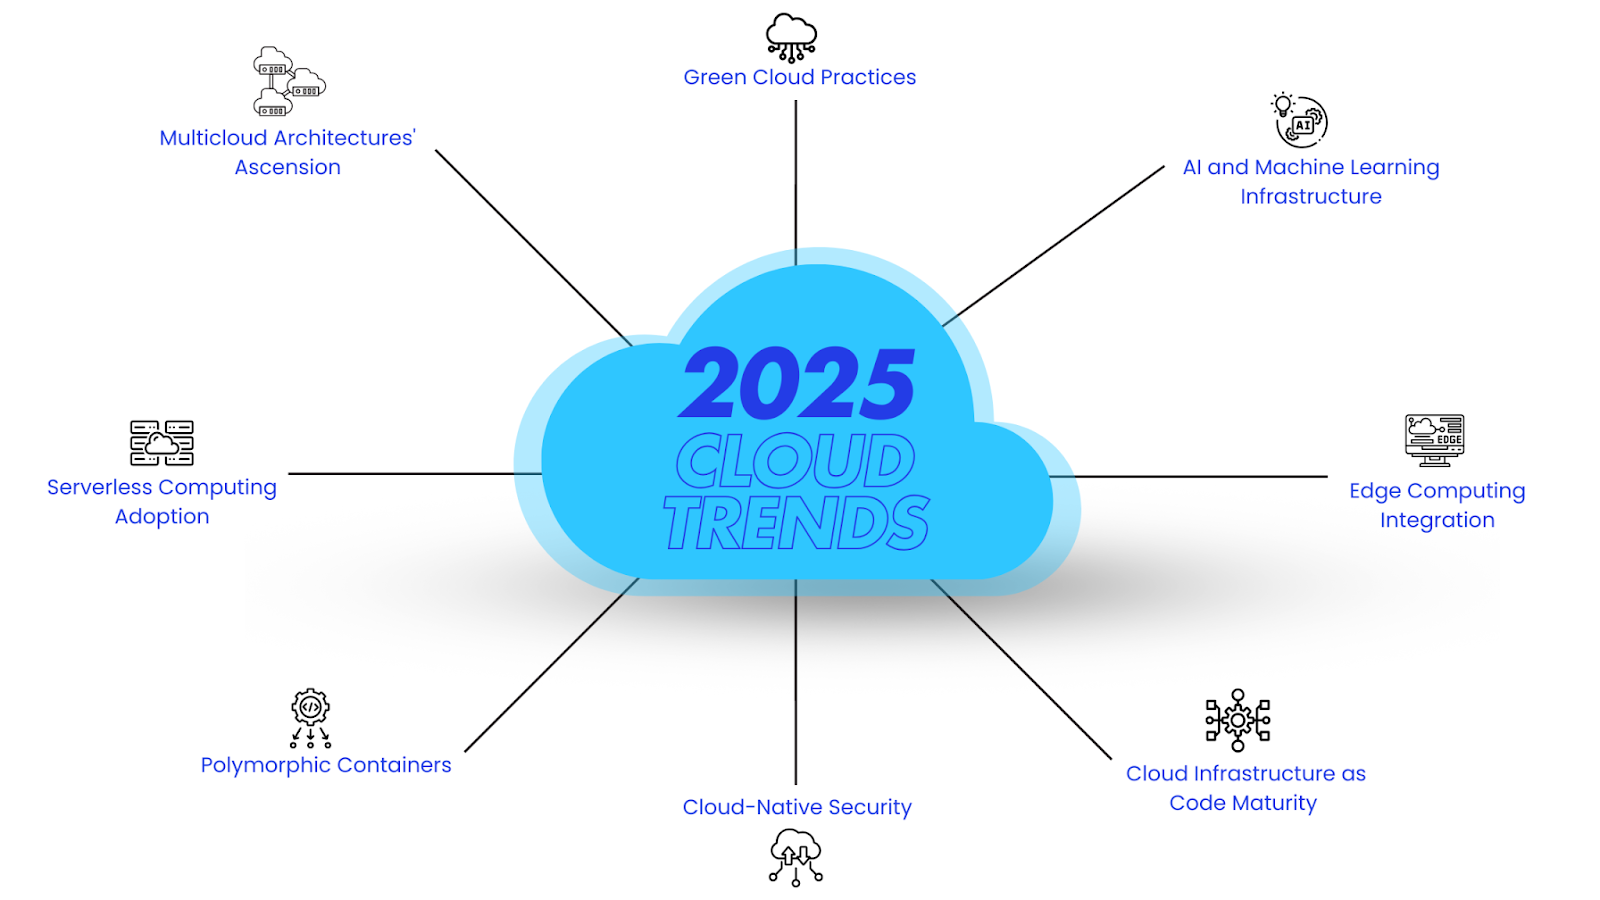 Green Cloud Practices
Multicloud Architectures'
Ascension
AI
AI and Machine Learning
Infrastructure
2025
CLOUD
TRENDS
Serverless Computing
Adoption
EDGE
Edge Computing
Integration
Polymorphic Containers
Cloud Infrastructure as
Code Maturity
Cloud-Native Security